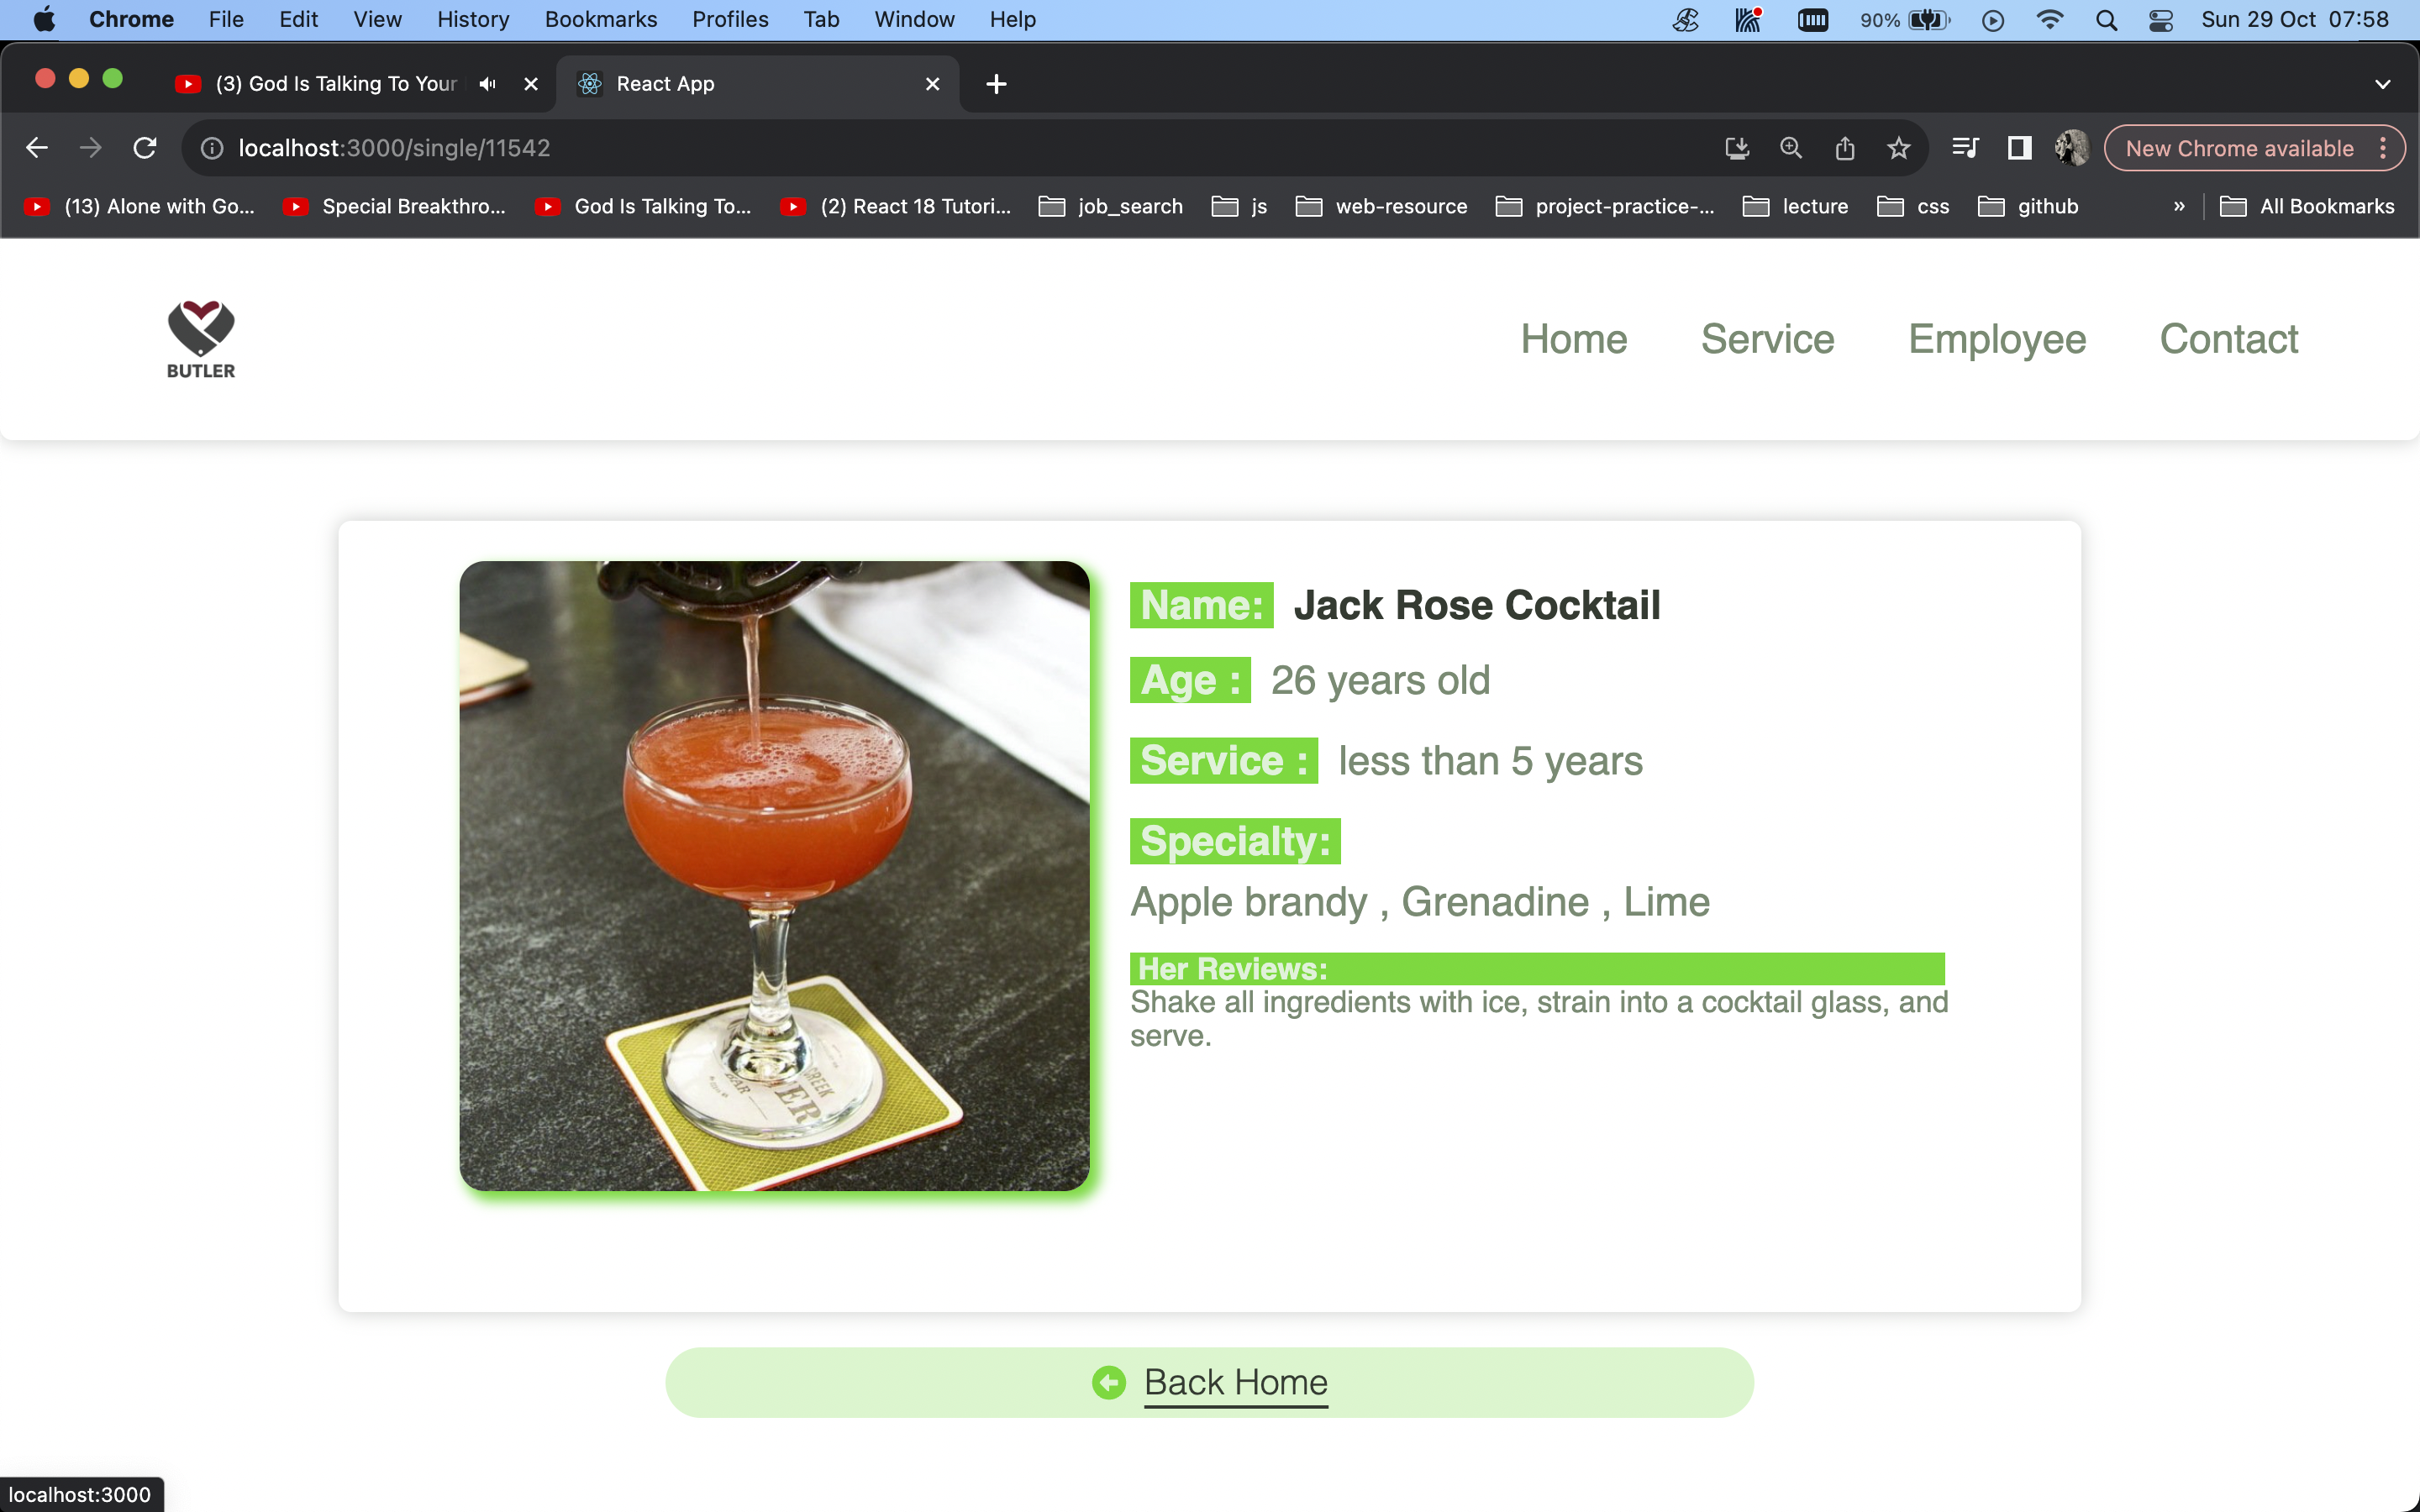 Chrome File Edit View History Bookmarks Profiles Tab Window Help 90% Sun 29 Oct 07:58
(3) God Is Talking To Your React App
localhost:3000/single/11542 New Chrome available
(13) Alone with Go... Special Breakthro... God Is Talking To... (2) React 18 Tutori... job_search js web-resource project-practice-... lecture css github » All Bookmarks
BUTLER
Home Service Employee Contact
Name: Jack Rose Cocktail
Age : 26 years old
Service : less than 5 years
Specialty:
Apple brandy , Grenadine , Lime
Her Reviews:
Shake all ingredients with ice, strain into a cocktail glass, and
serve.
Back Home
localhost:3000